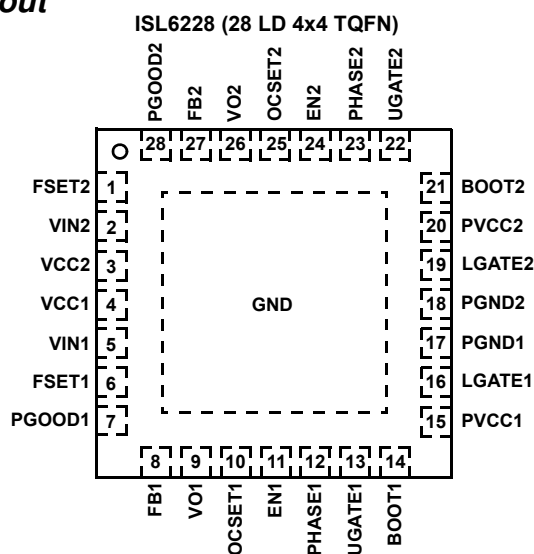 out
ISL6228 (28 LD 4x4 TQFN)
PGOOD2
FB2
VO2
OCSET2
EN2
PHASE2
UGATE2
28 27 26 25 24 23 22
FSET2 1
VIN2 2
VCC2 3
VCC1 4
VIN1 5
FSET1 6
PGOOD1 7
GND
21 BOOT2
20 PVCC2
19 LGATE2
18 PGND2
17 PGND1
16 LGATE1
15 PVCC1
8 9 10 11 12 13 14
FB1
VO1
OCSET1
EN1
PHASE1
UGATE1
BOOT1